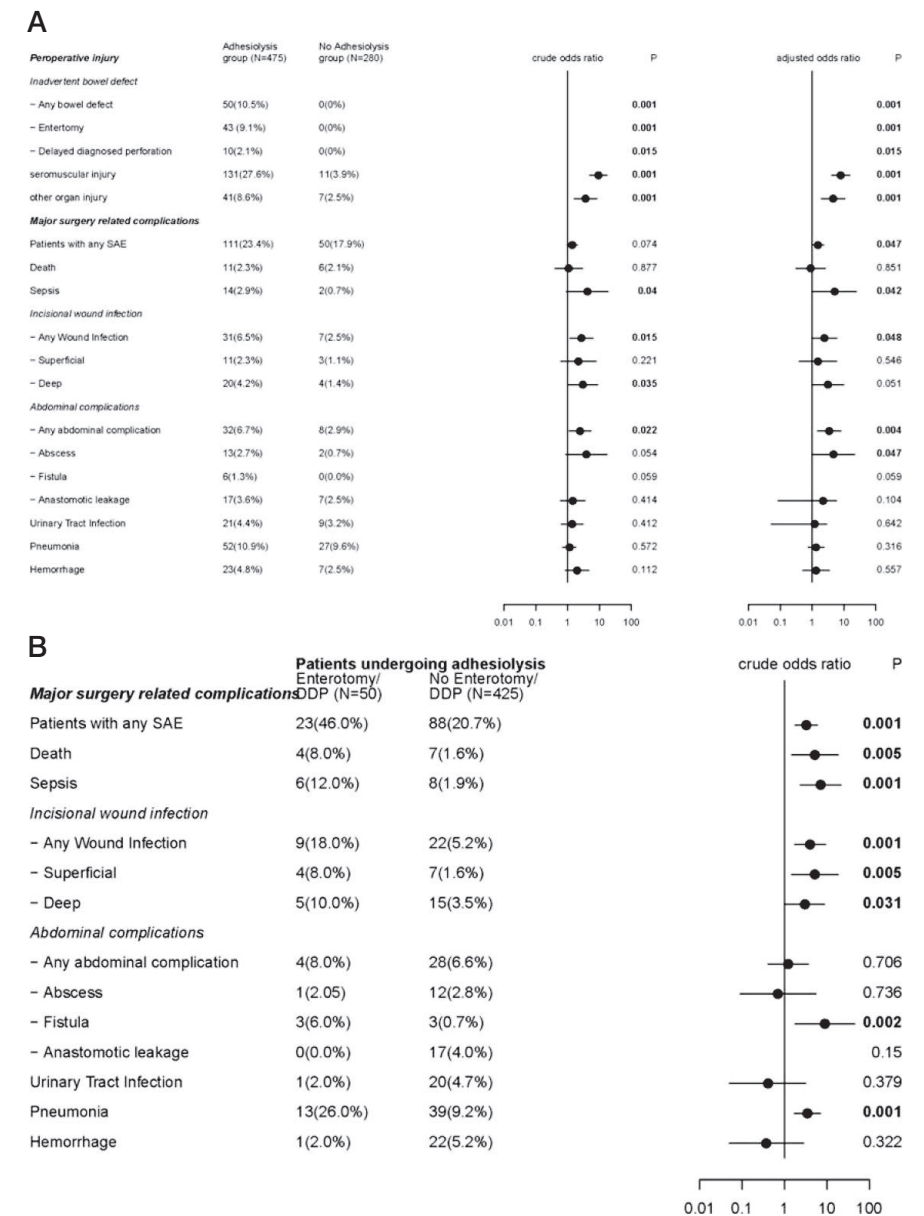 A
Adhesiolysis No Adhesiolysis
Peroperative injury group (N=475) group (N=280) crude odds ratio P adjusted odds ratio P
Inadvertent bowel defect
− Any bowel defect 50(10.5%) 0(0%) 0.001 0.001
− Entertomy 43 (9.1%) 0(0%) 0.001 0.001
− Delayed diagnosed perforation 10(2.1%) 0(0%) 0.015 0.015
seromuscular injury 131(27.6%) 11(3.9%) 0.001 0.001
other organ injury 41(8.6%) 7(2.5%) 0.001 0.001
Major surgery related complications
Patients with any SAE 111(23.4%) 50(17.9%) 0.074 0.047
Death 11(2.3%) 6(2.1%) 0.877 0.851
Sepsis 14(2.9%) 2(0.7%) 0.04 0.042
Incisional wound infection
− Any Wound Infection 31(6.5%) 7(2.5%) 0.015 0.048
− Superficial 11(2.3%) 3(1.1%) 0.221 0.546
− Deep 20(4.2%) 4(1.4%) 0.035 0.051
Abdominal complications
− Any abdominal complication 32(6.7%) 8(2.9%) 0.022 0.004
− Abscess 13(2.7%) 2(0.7%) 0.054 0.047
− Fistula 6(1.3%) 0(0.0%) 0.059 0.059
− Anastomotic leakage 17(3.6%) 7(2.5%) 0.414 0.104
Urinary Tract Infection 21(4.4%) 9(3.2%) 0.412 0.642
Pneumonia 52(10.9%) 27(9.6%) 0.572 0.316
Hemorrhage 23(4.8%) 7(2.5%) 0.112 0.557
0.01 0.1 1 10 100 0.01 0.1 1 10 100
B
Patients undergoing adhesiolysis crude odds ratio P
Enterotomy/ No Enterotomy/
Major surgery related complications DDP (N=50) DDP (N=425)
Patients with any SAE 23(46.0%) 88(20.7%) 0.001
Death 4(8.0%) 7(1.6%) 0.005
Sepsis 6(12.0%) 8(1.9%) 0.001
Incisional wound infection
− Any Wound Infection 9(18.0%) 22(5.2%) 0.001
− Superficial 4(8.0%) 7(1.6%) 0.005
− Deep 5(10.0%) 15(3.5%) 0.031
Abdominal complications
− Any abdominal complication 4(8.0%) 28(6.6%) 0.706
− Abscess 1(2.05) 12(2.8%) 0.736
− Fistula 3(6.0%) 3(0.7%) 0.002
− Anastomotic leakage 0(0.0%) 17(4.0%) 0.15
Urinary Tract Infection 1(2.0%) 20(4.7%) 0.379
Pneumonia 13(26.0%) 39(9.2%) 0.001
Hemorrhage 1(2.0%) 22(5.2%) 0.322
0.01 0.1 1 10 100